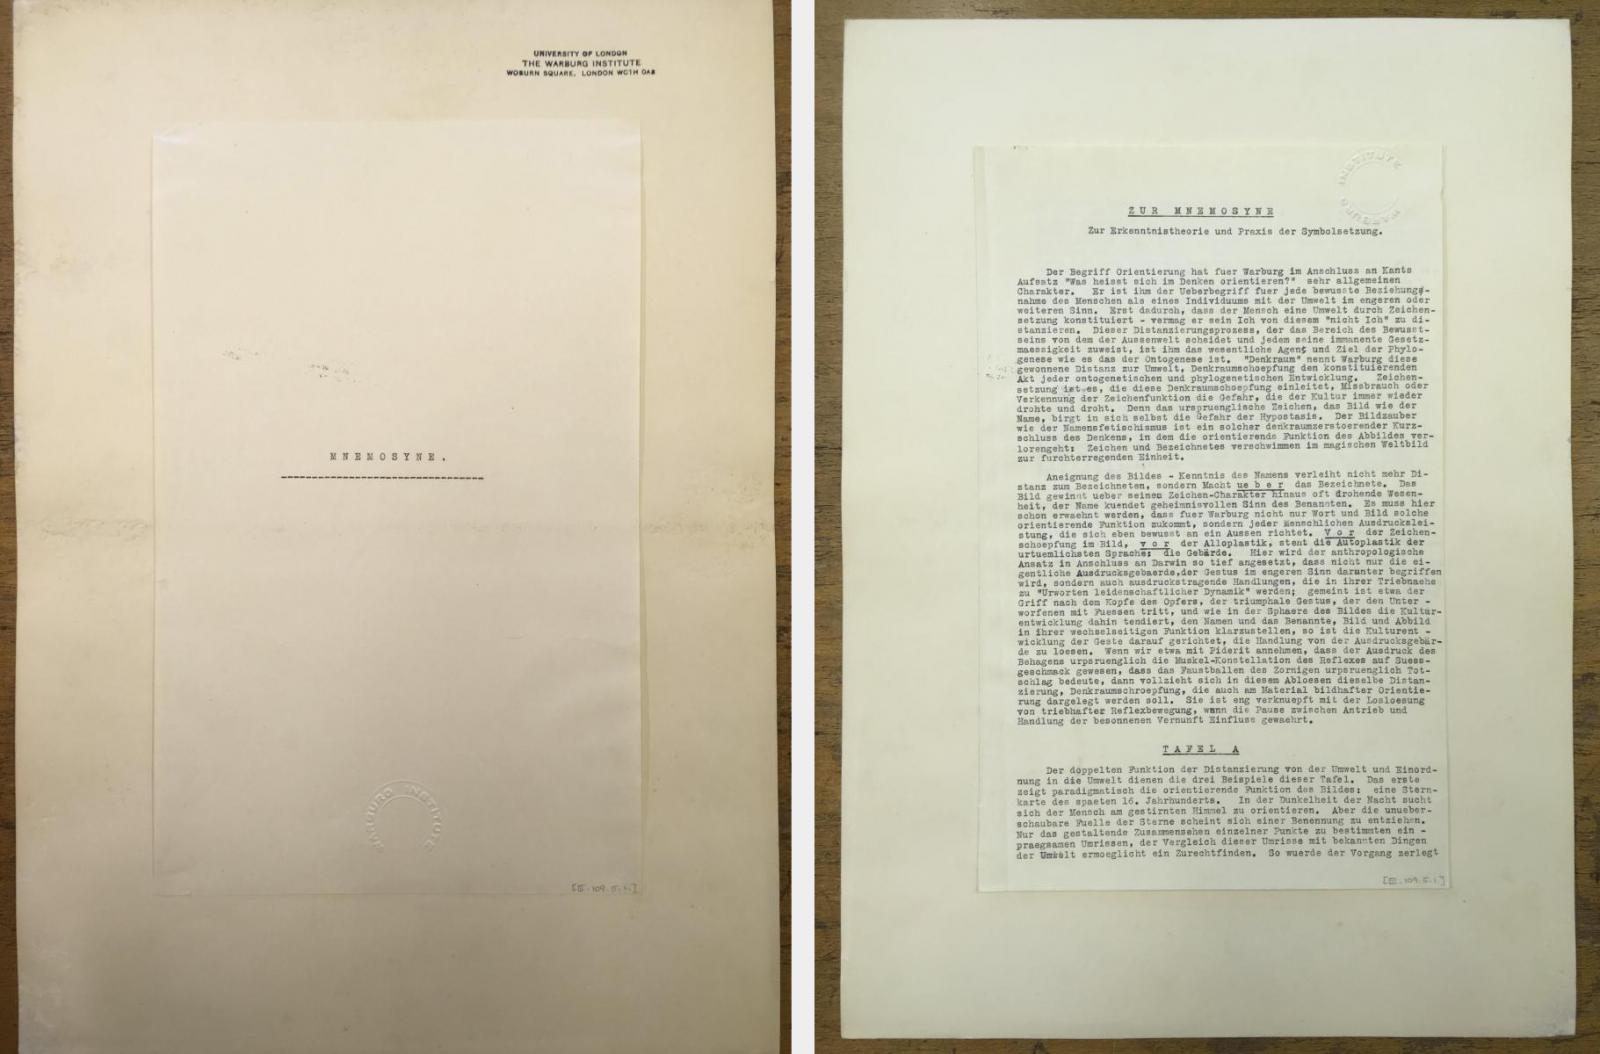 UNIVERSITY OF LONDON
THE WARBURG INSTITUTE
WOBURN SQUARE, LONDON WC1H 0AB
MNEMOSYNE.
WARBURG INSTITUTE
[III.109.5.1.]
WARBURG INSTITUTE
ZUR MNEMOSYNE
Zur Erkenntnistheorie und Praxis der Symbolsetzung.
Der Begriff Orientierung hat fuer Warburg im Anschluss an Kants
Aufsatz "Was heisst sich im Denken orientieren?" sehr allgemeinen
Charakter. Er ist ihm der Ueberbegriff fuer jede bewusste Beziehung-
nahme des Menschen als eines Individuums mit der Umwelt im engeren oder
weiteren Sinn. Erst dadurch, dass der Mensch eine Umwelt durch Zeichen-
setzung konstituiert - vermag er sein Ich von diesem "nicht Ich" zu di-
stanzieren. Dieser Distanzierungsprozess, der das Bereich des Bewusst-
seins von dem der Aussenwelt scheidet und jedem seine immanente Gesetz-
maessigkeit zuweist, ist ihm das wesentliche Agens und Ziel der Phylo-
genese wie es das der Ontogenese ist. "Denkraum" nennt Warburg diese
gewonnene Distanz zur Umwelt, Denkraumschoepfung den konstituierenden
Akt jeder ontogenetischen und phylogenetischen Entwicklung. Zeichen-
setzung ist es, die diese Denkraumschoepfung einleitet, Missbrauch oder
Verkennung der Zeichenfunktion die Gefahr, die der Kultur immer wieder
drohte und droht. Denn das urspruengliche Zeichen, das Bild wie der
Name, birgt in sich selbst die Gefahr der Hypostasis. Der Bildzauber
wie der Namensfetischismus ist ein solcher denkraumzerstoerender Kurz-
schluss des Denkens, in dem die orientierende Funktion des Abbildes ver-
lorengeht: Zeichen und Bezeichnetes verschwimmen im magischen Weltbild
zur furchterregenden Einheit.
Aneignung des Bildes - Kenntnis des Namens verleiht nicht mehr Di-
stanz zum Bezeichneten, sondern Macht ueber das Bezeichnete. Das
Bild gewinnt ueber seinen Zeichen-Charakter hinaus oft drohende Wesen-
heit, der Name kuendet geheimnisvollen Sinn des Benannten. Es muss hier
schon erwaehnt werden, dass fuer Warburg nicht nur Wort und Bild solche
orientierende Funktion zukommt, sondern jeder Menschlichen Ausdrucklei-
stung, die sich eben bewusst an ein Aussen richtet. Vor der Zeichen-
schoepfung im Bild, vor der Alloplastik, steht die Autoplastik der
urtuemlichsten Sprache: die Gebärde. Hier wird der anthropologische
Ansatz in Anschluss an Darwin so tief angesetzt, dass nicht nur die ei-
gentliche Ausdrucksgebaerde,der Gestus im engeren Sinn darunter begriffen
wird, sondern auch ausdruckstragende Handlungen, die in ihrer Triebnaehe
zu "Urworten leidenschaftlicher Dynamik" werden; gemeint ist etwa der
Griff nach dem Kopfe des Opfers, der triumphale Gestus, der den Unter -
worfenen mit Fuessen tritt, und wie in der Sphaere des Bildes die Kultur-
entwicklung dahin tendiert, den Namen und das Benannte, Bild und Abbild
in ihrer wechselseitigen Funktion klarzustellen, so ist die Kulturent -
wicklung der Geste darauf gerichtet, die Handlung von der Ausdrucksgebär-
de zu loesen. Wenn wir etwa mit Piderit annehmen, dass der Ausdruck des
Behagens urpsruenglich die Muskel-Konstellation des Reflexes auf Suess-
geschmack gewesen, dass das Faustballen des Zornigen urpsruenglich Tot-
schlag bedeute, dann vollzieht sich in diesem Abloesen dieselbe Distan-
zierung, Denkraumschroepfung, die auch am Material bildhafter Orientie-
rung dargelegt werden soll. Sie ist eng verknuepft mit der Losloesung
von triebhafter Reflexbewegung, wenn die Pause zwischen Antrieb und
Handlung der besonnenen Vernunft Einfluss gewaehrt.
TAFEL A
Der doppelten Funktion der Distanzierung von der Umwelt und Einord-
nung in die Umwelt dienen die drei Beispiele dieser Tafel. Das erste
zeigt paradigmatisch die orientierende Funktion des Bildes: eine Stern-
karte des spaeten 16. Jahrhunderts. In der Dunkelheit der Nacht sucht
sich der Mensch am gestirnten Himmel zu orientieren. Aber die unueber-
schaubare Fuelle der Sterne scheint sich einer Benennung zu entziehen.
Nur das gestaltende Zusammensehen einzelner Punkte zu bestimmten ein -
praegsamen Umrissen, der Vergleich dieser Umrisse mit bekannten Dingen
der Umwelt ermoeglicht ein Zurechtfinden. So wuerde der Vorgang zerlegt
[III.109.5.1]